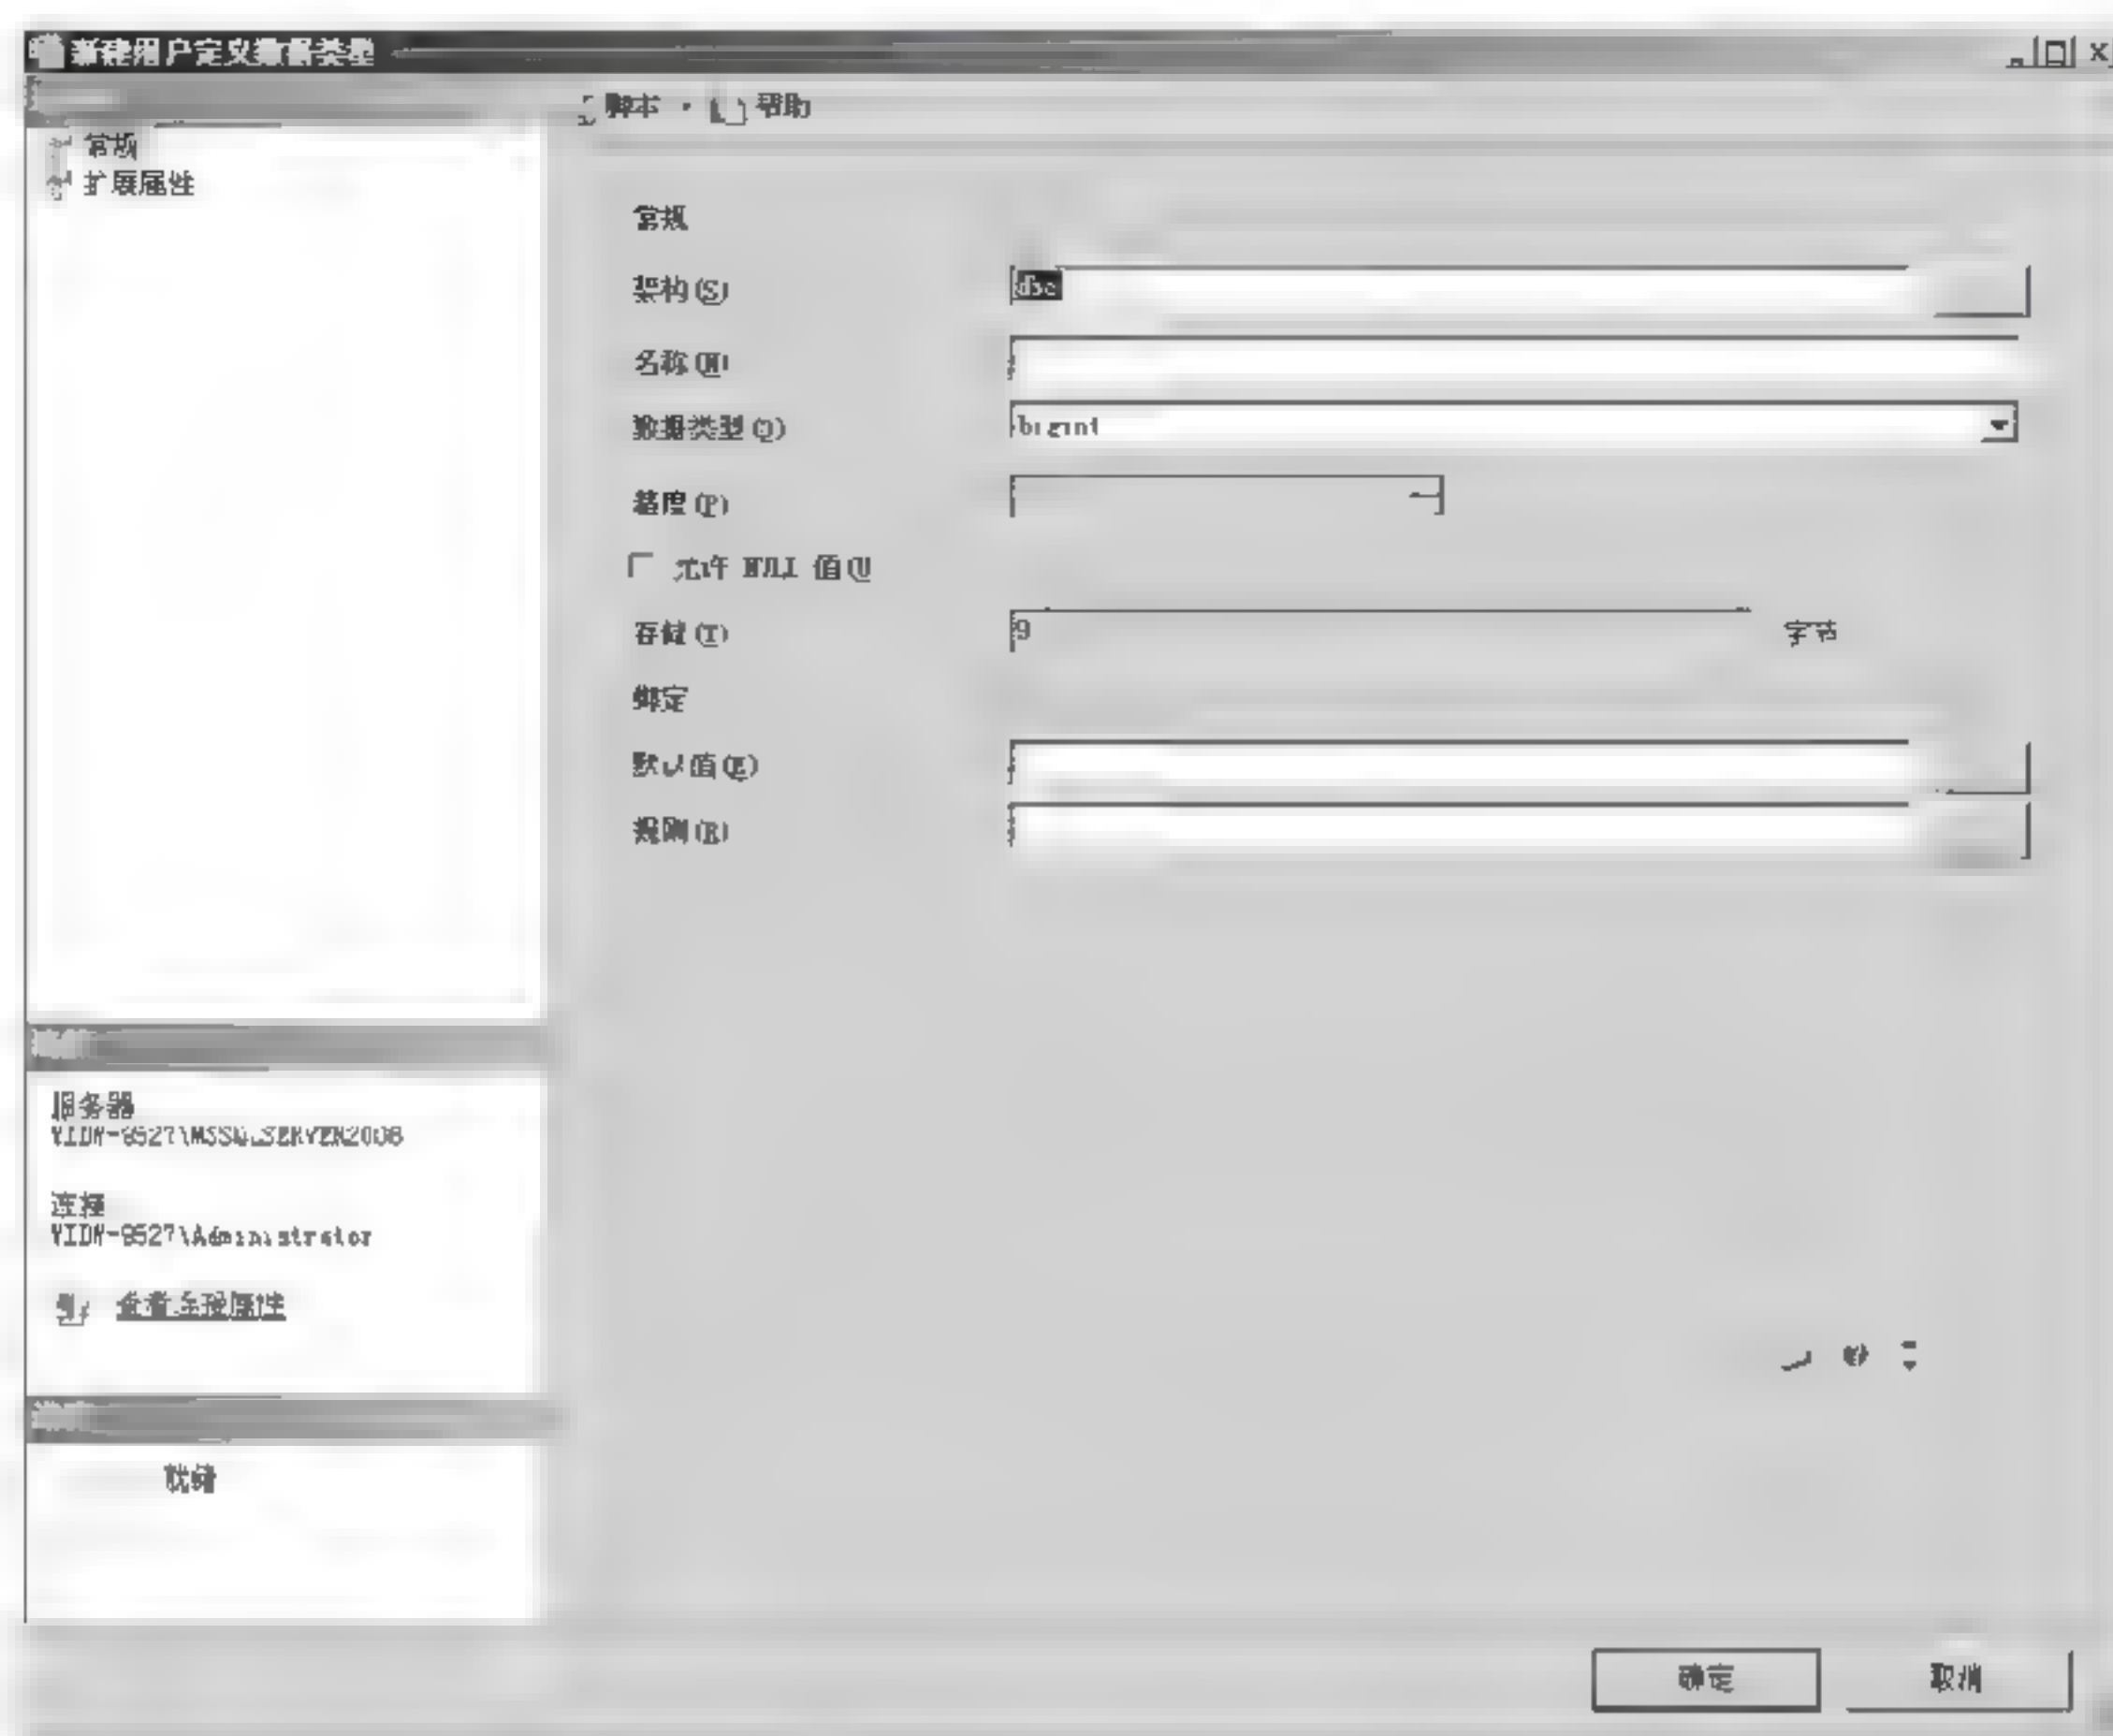 新建用户定义数据类型
脚本 帮助
常规
扩展属性
常规
架构(S)
dbo
名称(N)
数据类型(Q)
bigint
精度(P)
允许 NULL 值(U)
存储(T)
字节
绑定
默认值(E)
规则(R)
服务器
连接
查看连接属性
就绪
确定
取消